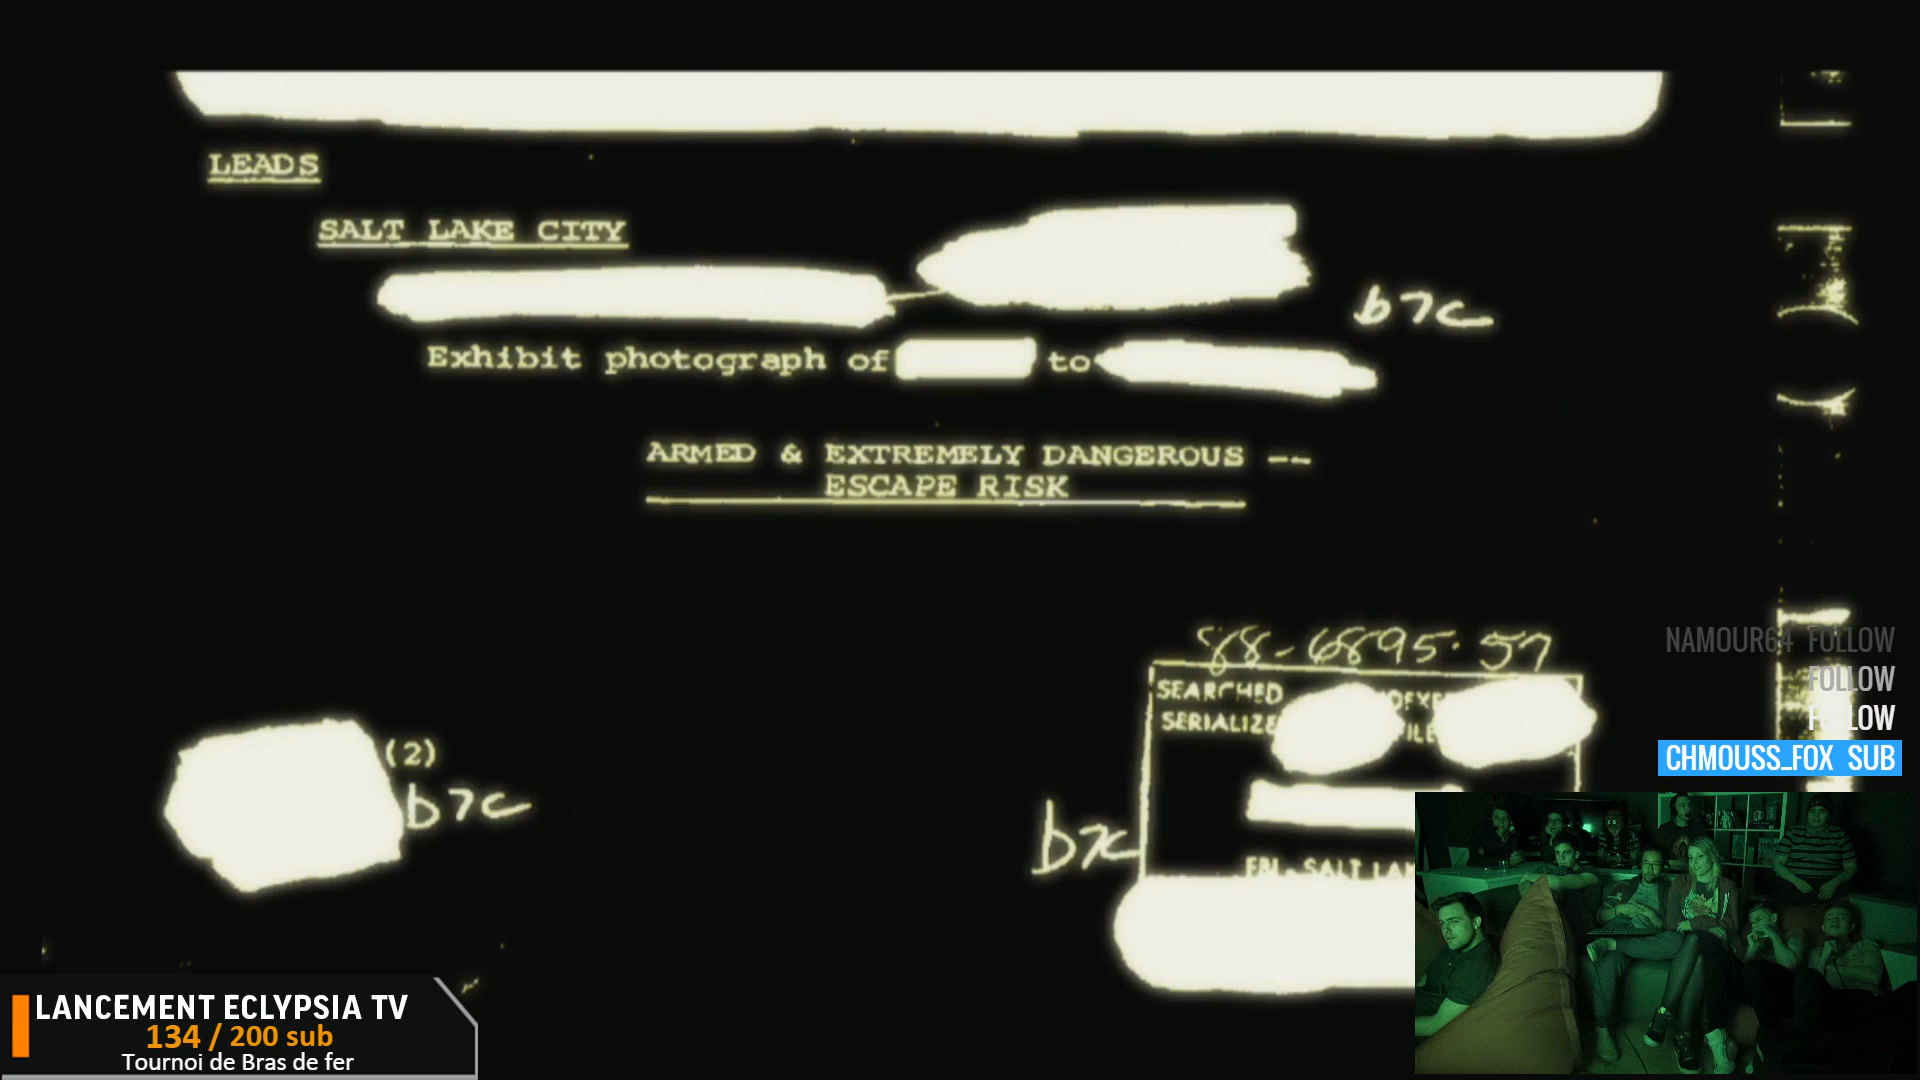 LEADS
SALT LAKE CITY
b7c
Exhibit photograph of to
ARMED & EXTREMELY DANGEROUS --
ESCAPE RISK
88-6895-57
SEARCHED
SERIALIZE
(2)
b7c
b7c
FBI - SALT LAK
NAMOUR64 FOLLOW
FOLLOW
FOLLOW
CHMOUSS_FOX SUB
LANCEMENT ECLYPSIA TV
134 / 200 sub
Tournoi de Bras de fer